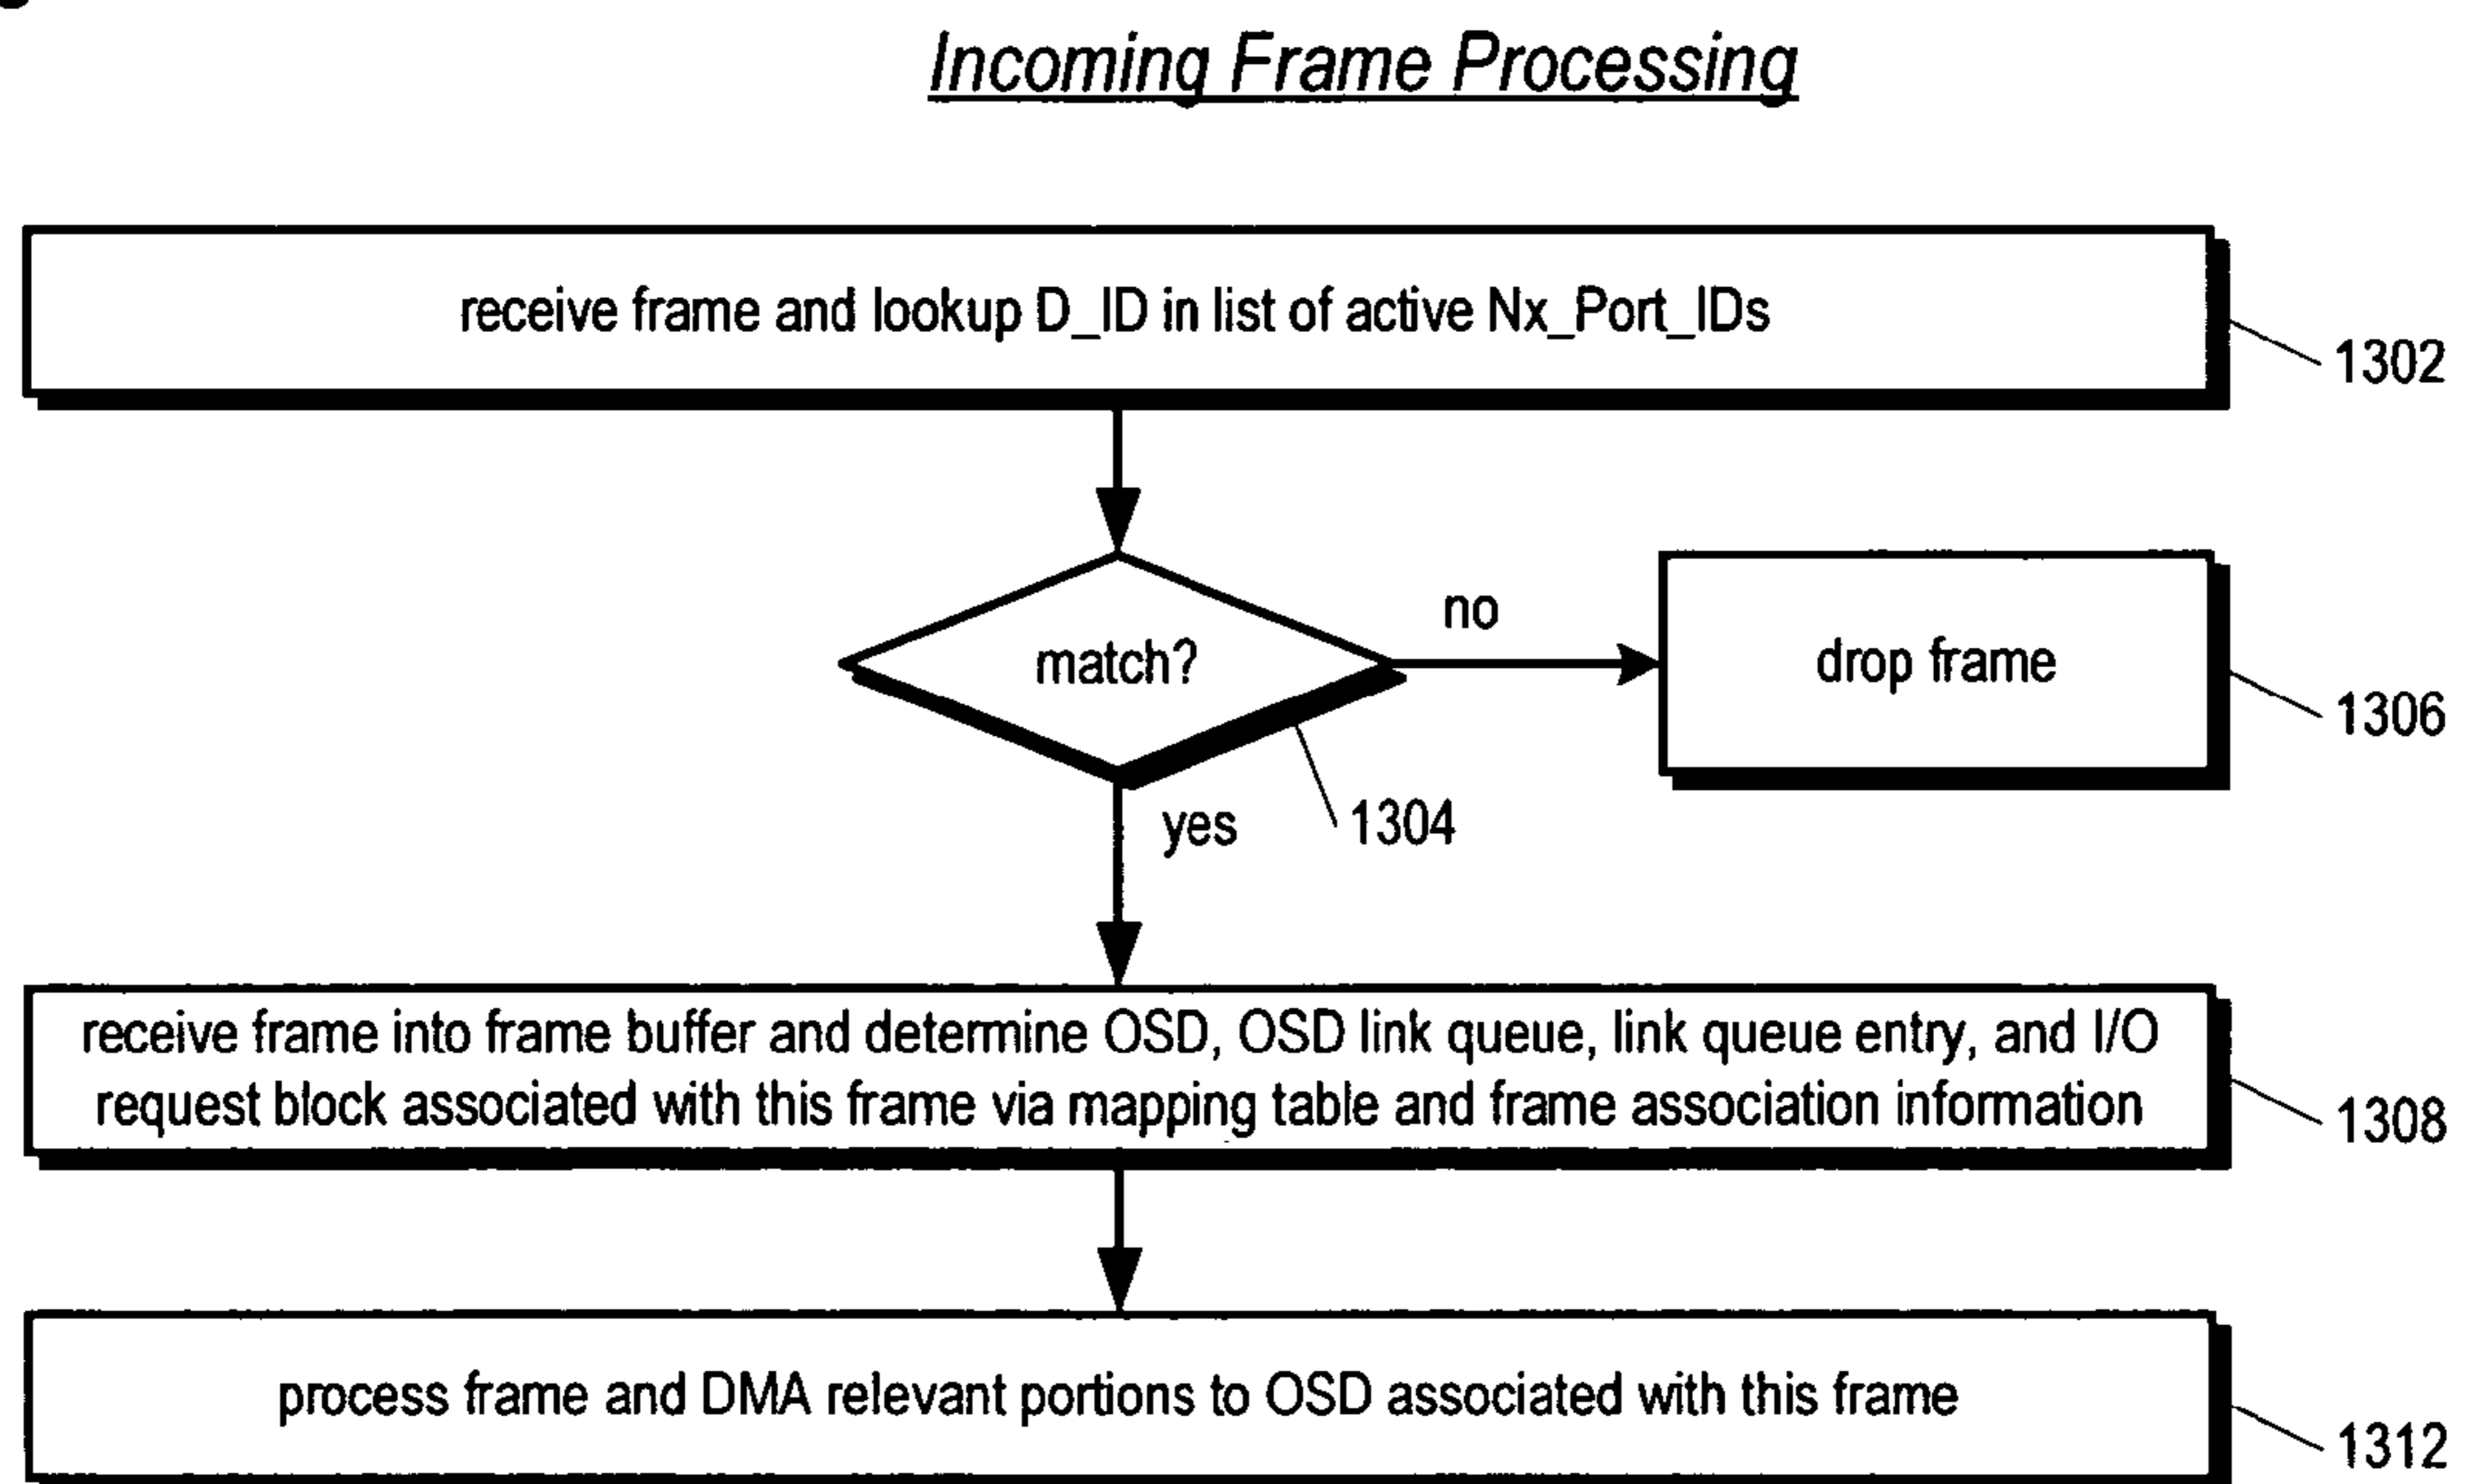 Incoming Frame Processing
receive frame and lookup D_ID in list of active Nx_Port_IDs
1302
match?
no
drop frame
1306
yes
1304
receive frame into frame buffer and determine OSD, OSD link queue, link queue entry, and I/O
request block associated with this frame via mapping table and frame association information
1308
process frame and DMA relevant portions to OSD associated with this frame
1312